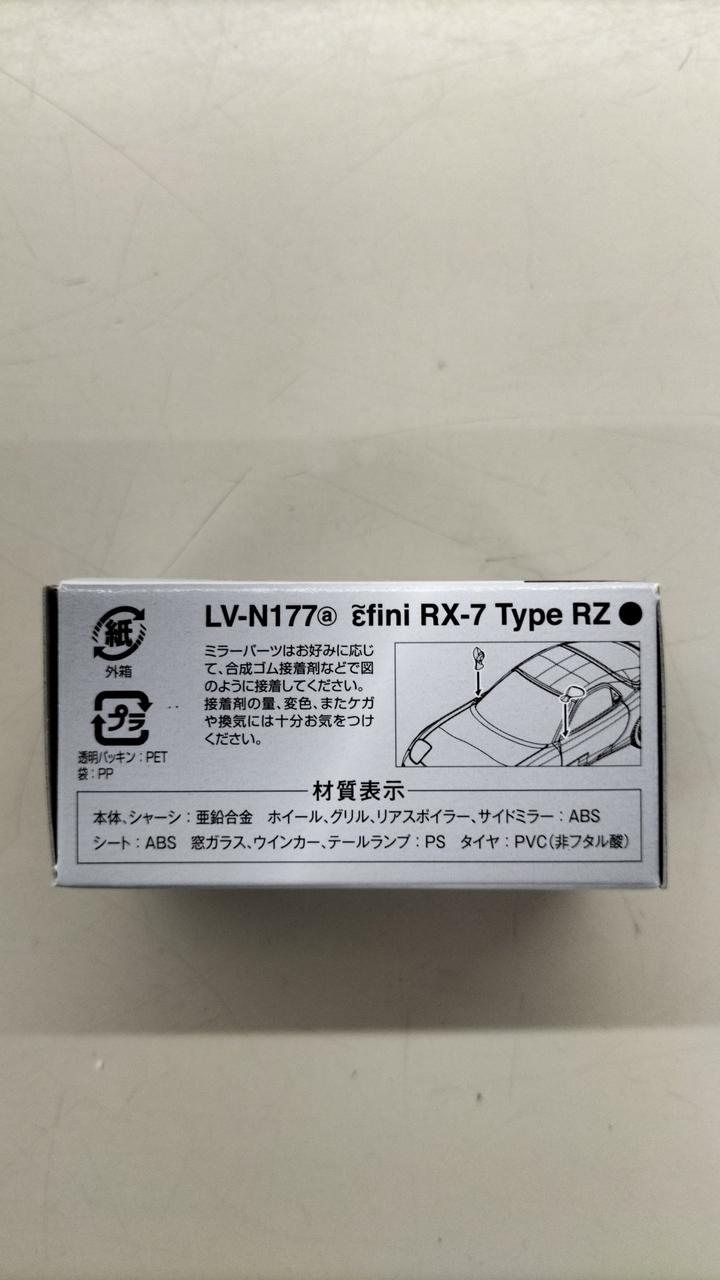 LV-N177ⓐ ε̃fini RX-7 Type RZ ●
紙
外箱
プラ
透明パッキン：PET
袋：PP
ミラーパーツはお好みに応じ
て、合成ゴム接着剤などで図
のように接着してください。
接着剤の量、変色、またケガ
や換気には十分お気をつけ
ください。
材質表示
本体、シャーシ：亜鉛合金　ホイール、グリル、リアスポイラー、サイドミラー：ABS
シート：ABS　窓ガラス、ウインカー、テールランプ：PS　タイヤ：PVC（非フタル酸）